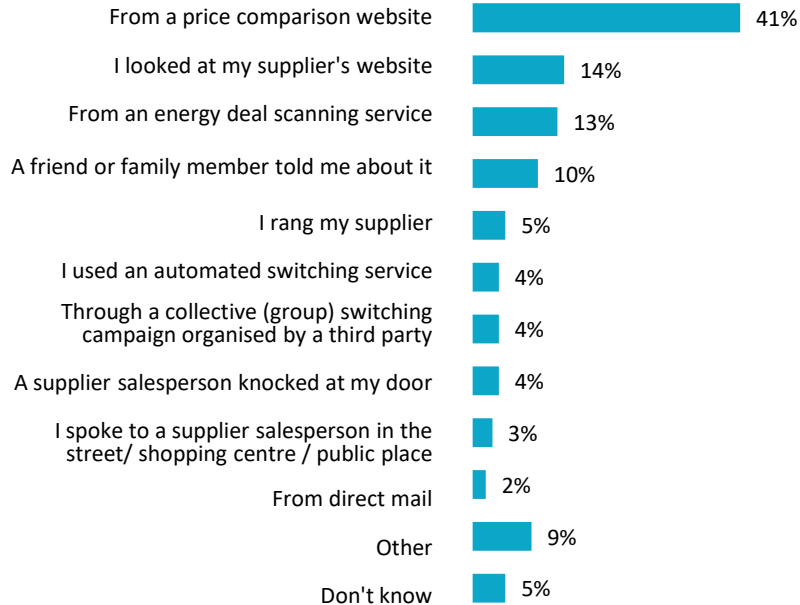 From a price comparison website 41%
I looked at my supplier's website 14%
From an energy deal scanning service 13%
A friend or family member told me about it 10%
I rang my supplier 5%
I used an automated switching service 4%
Through a collective (group) switching
campaign organised by a third party 4%
A supplier salesperson knocked at my door 4%
I spoke to a supplier salesperson in the
street/ shopping centre / public place 3%
From direct mail 2%
Other 9%
Don't know 5%